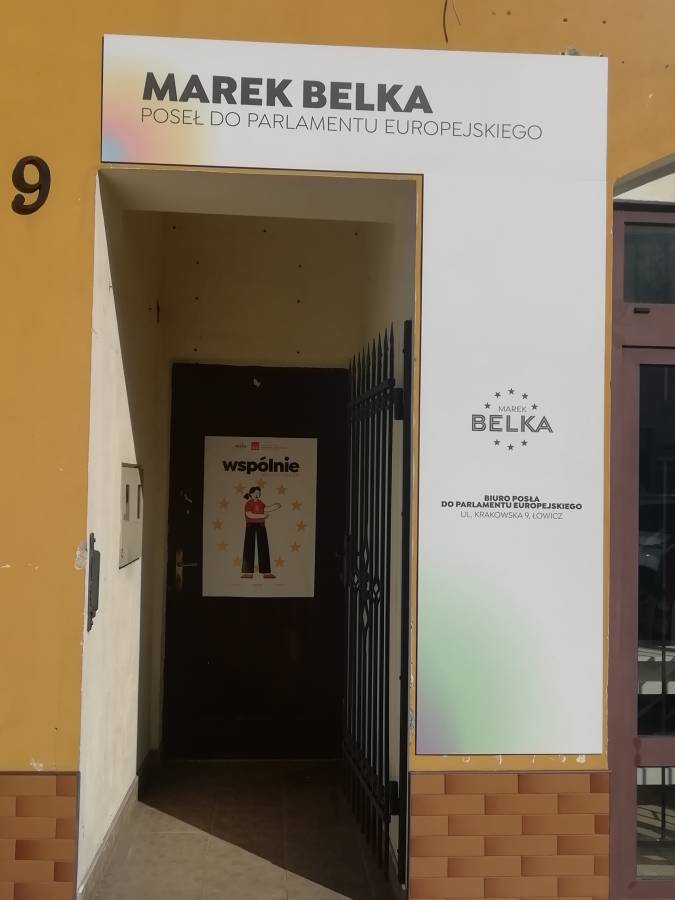 MAREK BELKA
POSEŁ DO PARLAMENTU EUROPEJSKIEGO
9
MAREK
BELKA
BIURO POSŁA
DO PARLAMENTU EUROPEJSKIEGO
UL. KRAKOWSKA 9, ŁOWICZ
wspólnie